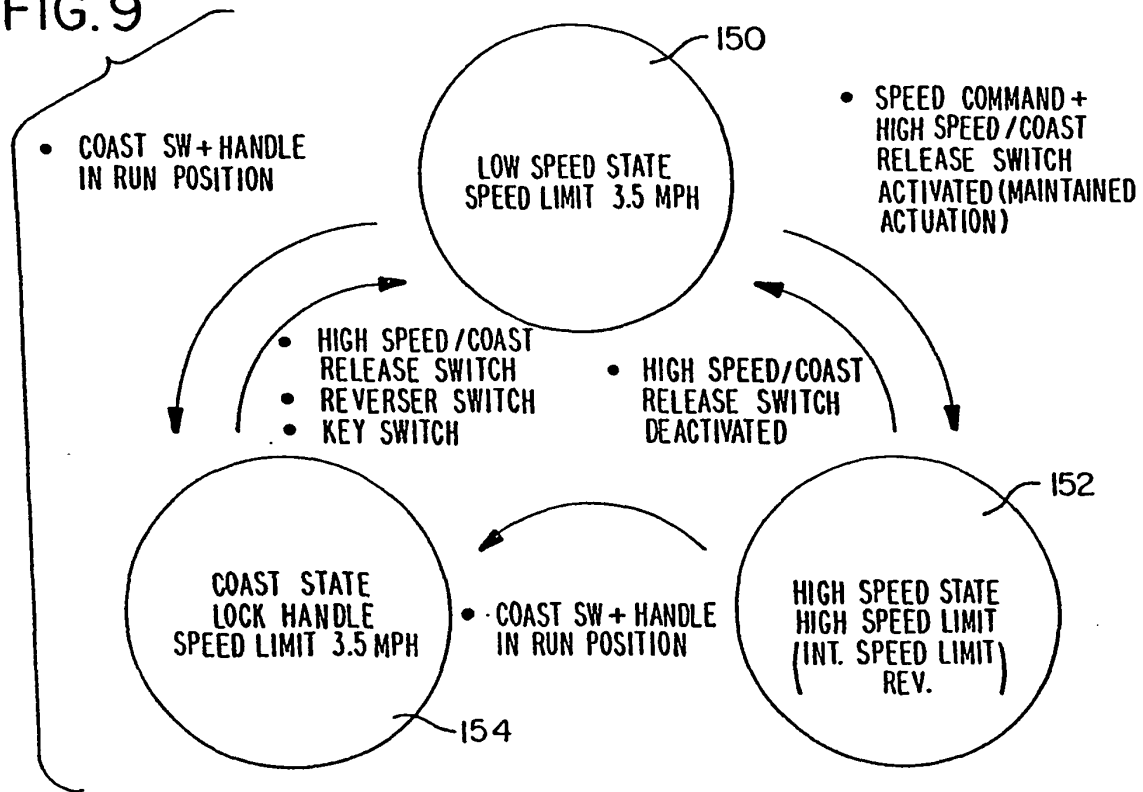 FIG. 9
150
• COAST SW + HANDLE
IN RUN POSITION
LOW SPEED STATE
SPEED LIMIT 3.5 MPH
• SPEED COMMAND +
HIGH SPEED/COAST
RELEASE SWITCH
ACTIVATED (MAINTAINED
ACTUATION)
• HIGH SPEED/COAST
RELEASE SWITCH
• REVERSER SWITCH
• KEY SWITCH
• HIGH SPEED/COAST
RELEASE SWITCH
DEACTIVATED
152
COAST STATE
LOCK HANDLE
SPEED LIMIT 3.5 MPH
• COAST SW + HANDLE
IN RUN POSITION
HIGH SPEED STATE
HIGH SPEED LIMIT
(INT. SPEED LIMIT
REV.)
154